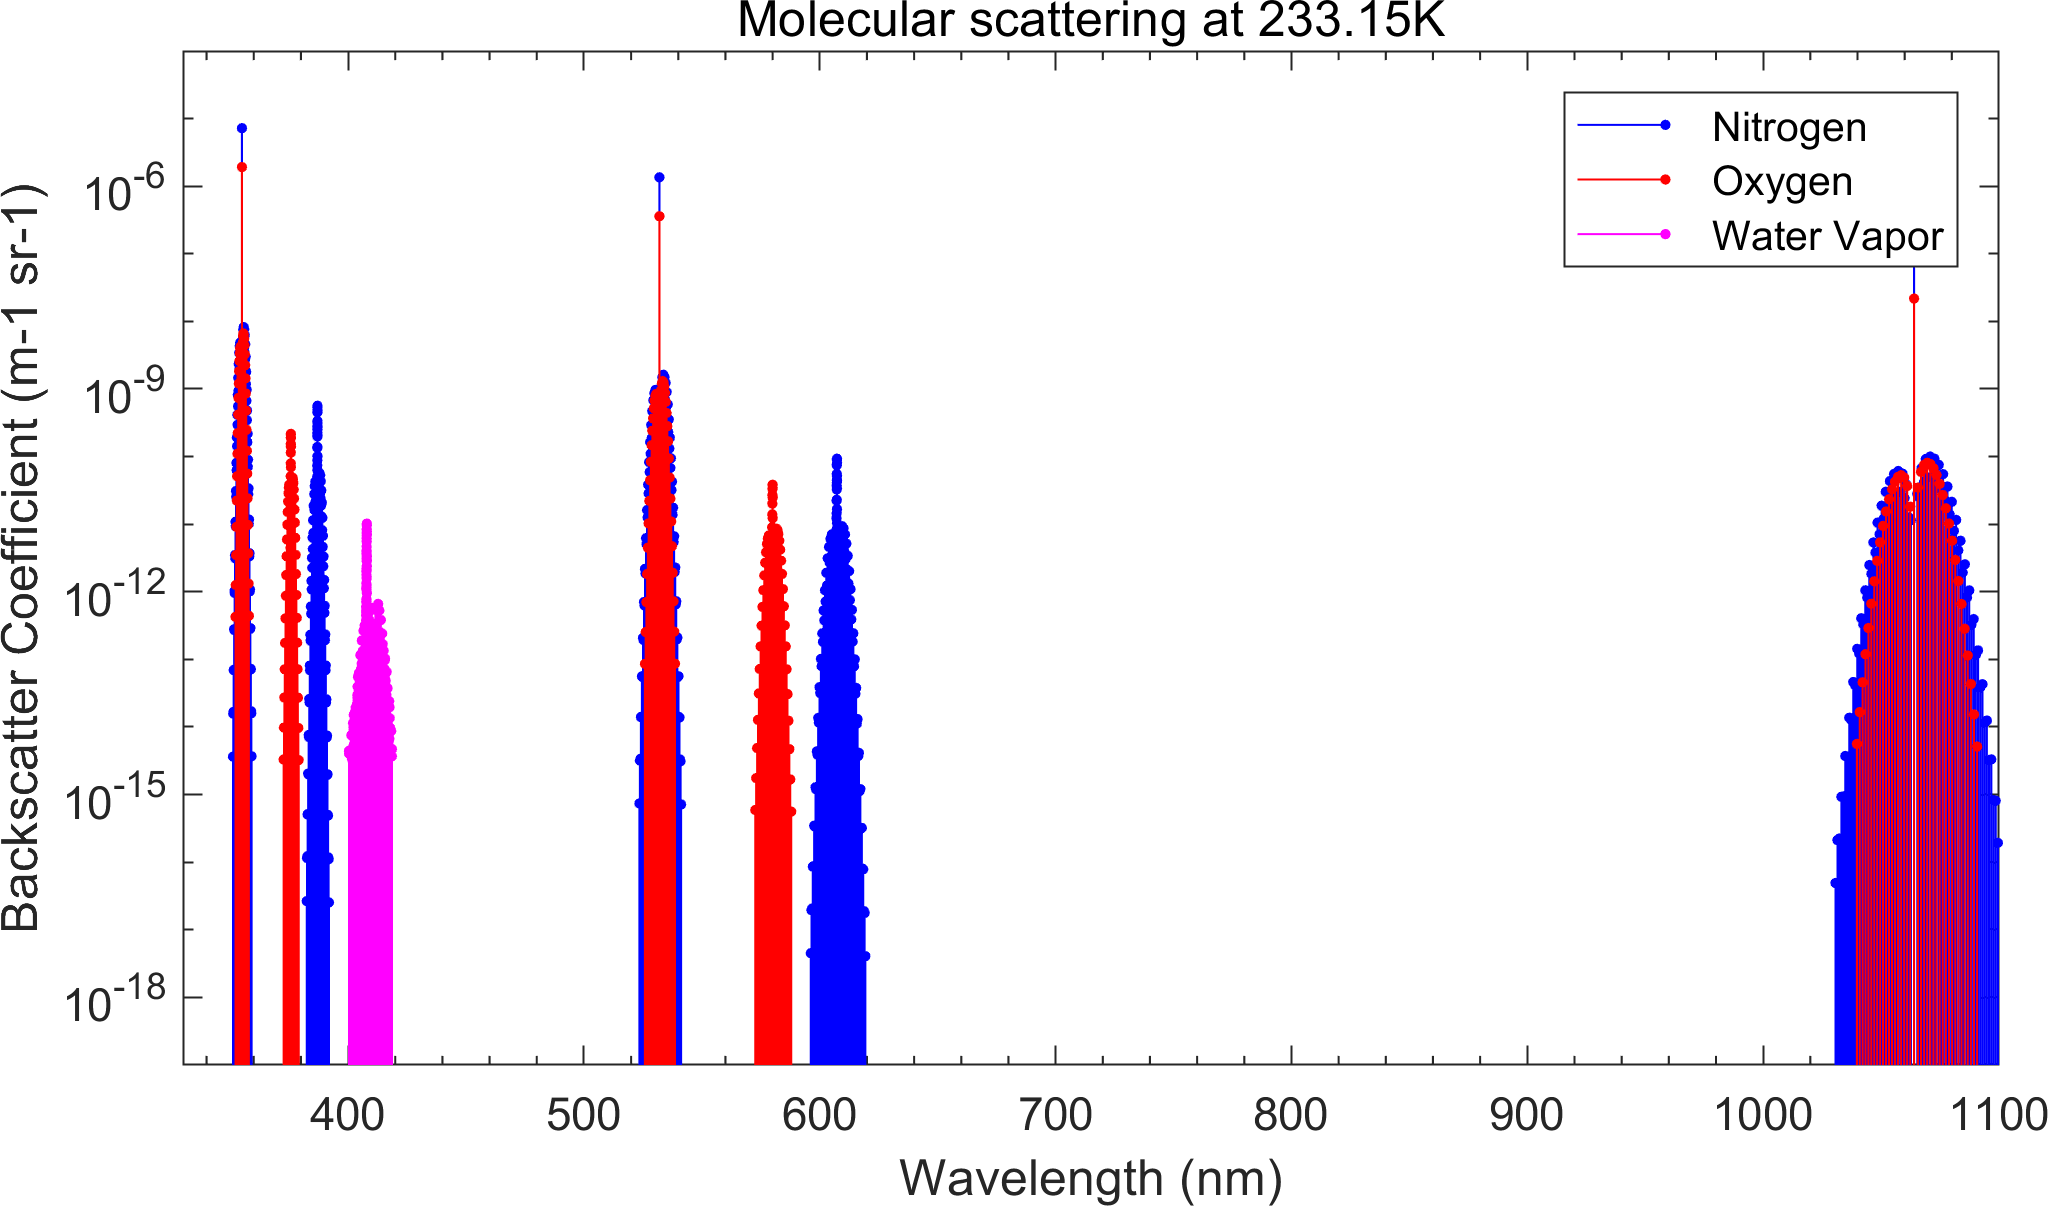 Molecular scattering at 233.15K
Nitrogen
Oxygen
Water Vapor
Backscatter Coefficient (m-1 sr-1)
10-6
10-9
10-12
10-15
10-18
400 500 600 700 800 900 1000 1100
Wavelength (nm)